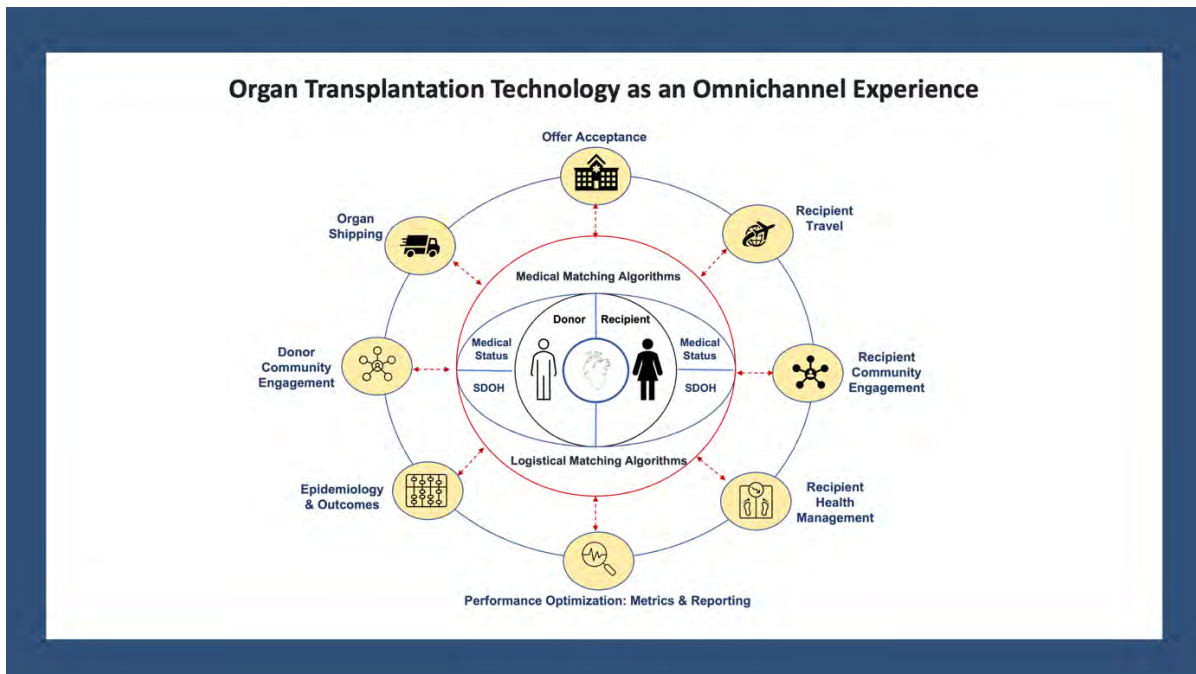 Organ Transplantation Technology as an Omnichannel Experience
Offer Acceptance
Organ
Shipping
Recipient
Travel
Medical Matching Algorithms
Donor
Recipient
Medical
Status
Medical
Status
SDOH
SDOH
Donor
Community
Engagement
Recipient
Community
Engagement
Logistical Matching Algorithms
Epidemiology
& Outcomes
Recipient
Health
Management
Performance Optimization: Metrics & Reporting